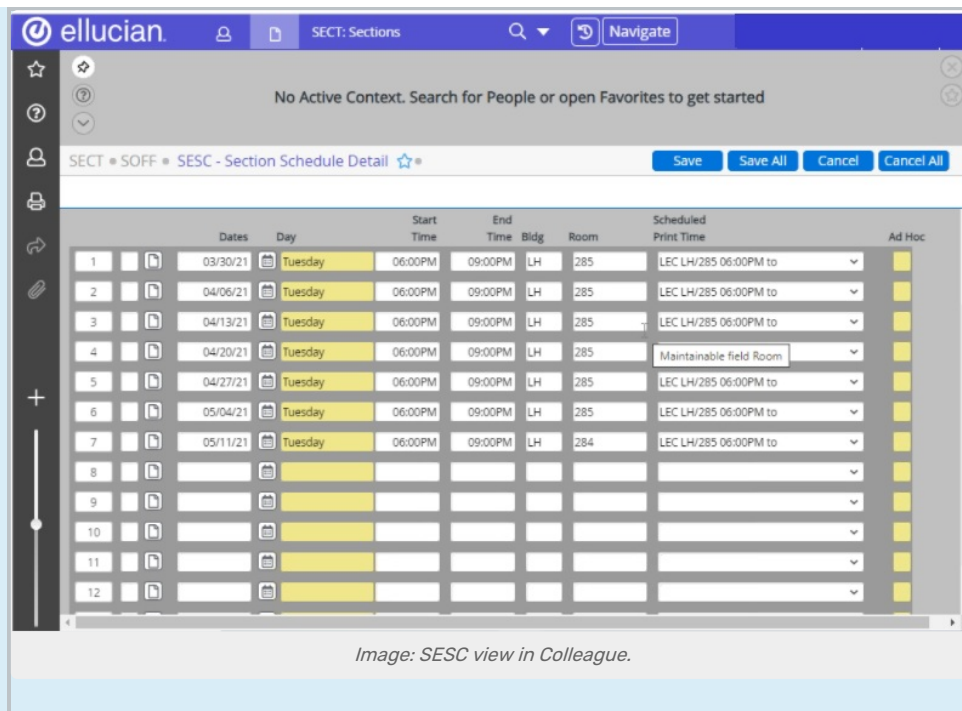 ellucian. SECT: Sections Navigate
No Active Context. Search for People or open Favorites to get started
SECT SOFF SESC - Section Schedule Detail Save Save All Cancel Cancel All
Start End Scheduled
Dates Day Time Time Bldg Room Print Time Ad Hoc
1 03/30/21 Tuesday 06:00PM 09:00PM LH 285 LEC LH/285 06:00PM to
2 04/06/21 Tuesday 06:00PM 09:00PM LH 285 LEC LH/285 06:00PM to
3 04/13/21 Tuesday 06:00PM 09:00PM LH 285 LEC LH/285 06:00PM to
4 04/20/21 Tuesday 06:00PM 09:00PM LH 285 Maintainable field Room
5 04/27/21 Tuesday 06:00PM 09:00PM LH 285 LEC LH/285 06:00PM to
6 05/04/21 Tuesday 06:00PM 09:00PM LH 285 LEC LH/285 06:00PM to
7 05/11/21 Tuesday 06:00PM 09:00PM LH 284 LEC LH/285 06:00PM to
8
9
10
11
12
Image: SESC view in Colleague.